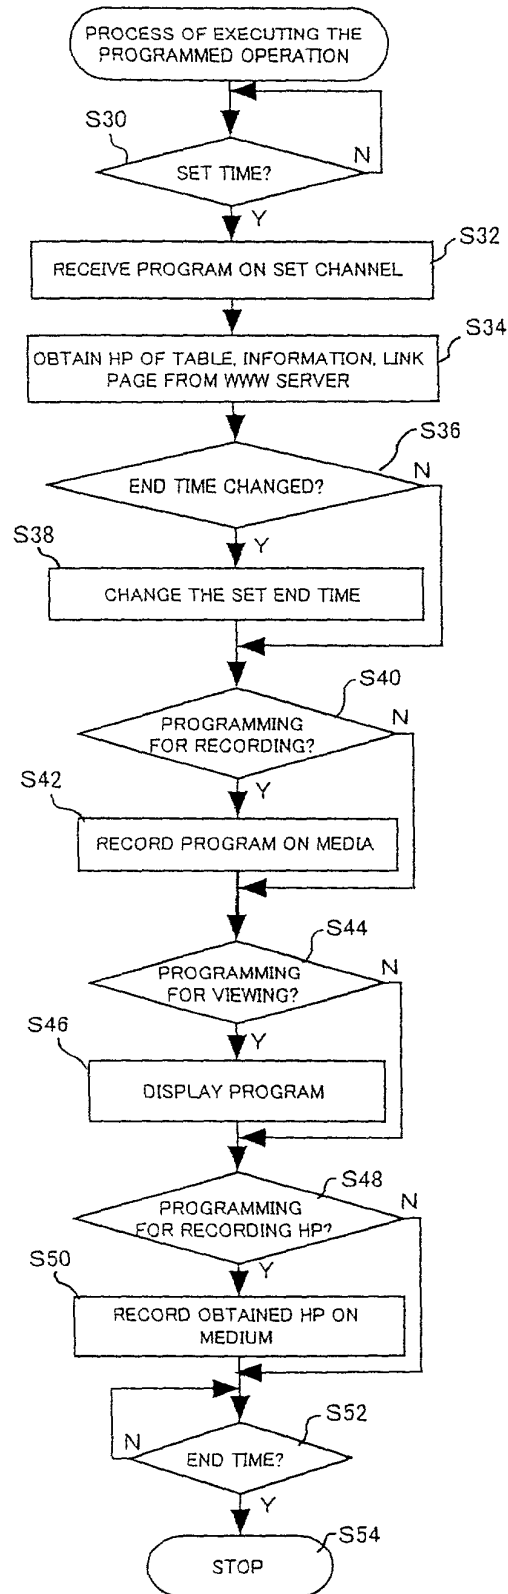 PROCESS OF EXECUTING THE
PROGRAMMED OPERATION
S30
N
SET TIME?
Y
S32
RECEIVE PROGRAM ON SET CHANNEL
S34
OBTAIN HP OF TABLE, INFORMATION, LINK
PAGE FROM WWW SERVER
S36
N
END TIME CHANGED?
Y
S38
CHANGE THE SET END TIME
S40
N
PROGRAMMING
FOR RECORDING?
Y
S42
RECORD PROGRAM ON MEDIA
S44
N
PROGRAMMING
FOR VIEWING?
Y
S46
DISPLAY PROGRAM
S48
N
PROGRAMMING
FOR RECORDING HP?
Y
S50
RECORD OBTAINED HP ON
MEDIUM
S52
N
END TIME?
Y
S54
STOP